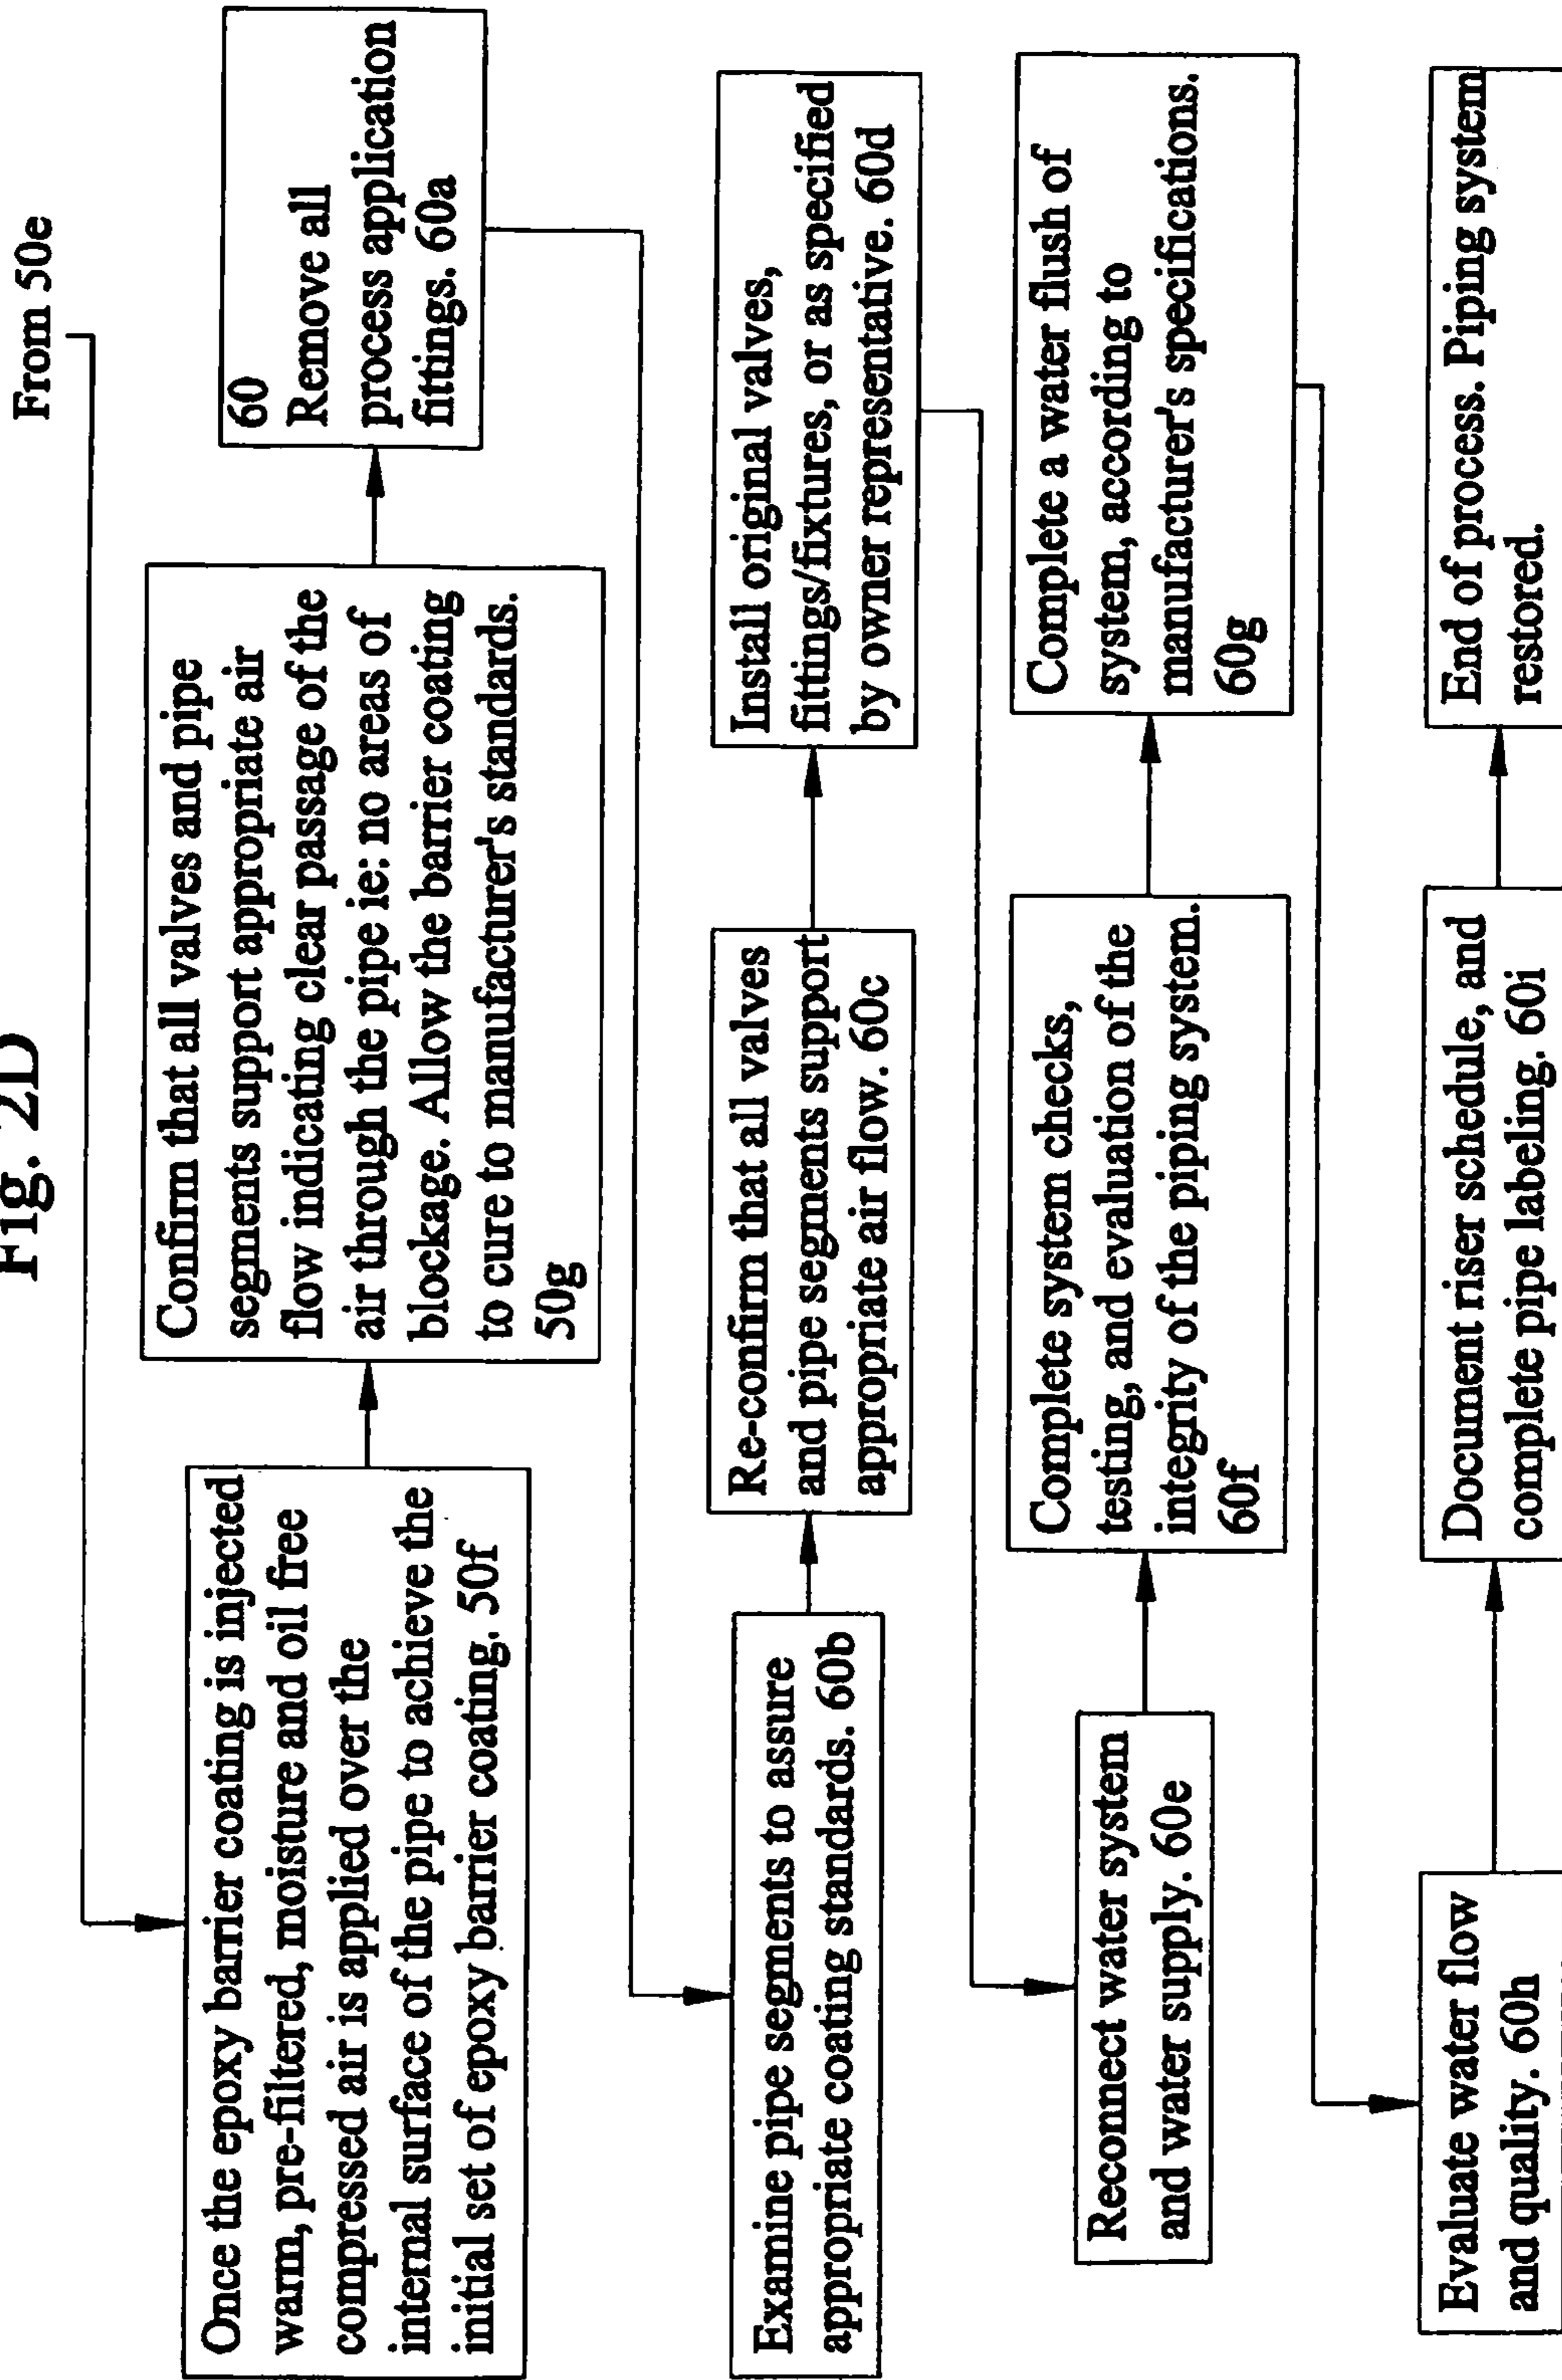 Fig. 2D
From 50e
Once the epoxy barrier coating is injected
warm, pre-filtered, moisture and oil free
compressed air is applied over the
internal surface of the pipe to achieve the
initial set of epoxy barrier coating. 50f
Confirm that all valves and pipe
segments support appropriate air
flow indicating clear passage of the
air through the pipe ie: no areas of
blockage. Allow the barrier coating
to cure to manufacturer's standards.
50g
60
Remove all
process application
fittings. 60a
Examine pipe segments to assure
appropriate coating standards. 60b
Re-confirm that all valves
and pipe segments support
appropriate air flow. 60c
Install original valves,
fittings/fixtures, or as specified
by owner representative. 60d
Reconnect water system
and water supply. 60e
Complete system checks,
testing, and evaluation of the
integrity of the piping system.
60f
Complete a water flush of
system, according to
manufacturer's specifications.
60g
Evaluate water flow
and quality. 60h
Document riser schedule, and
complete pipe labeling. 60i
End of process. Piping system
restored.